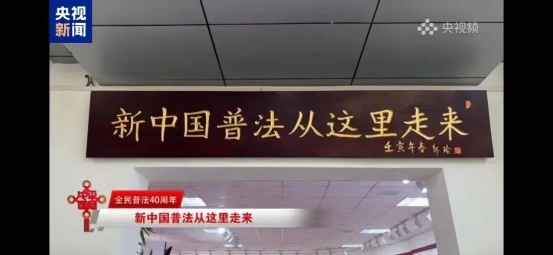 央视新闻
央视频
新中国普法从这里走来
壬寅年春
全民普法40周年
新中国普法从这里走来